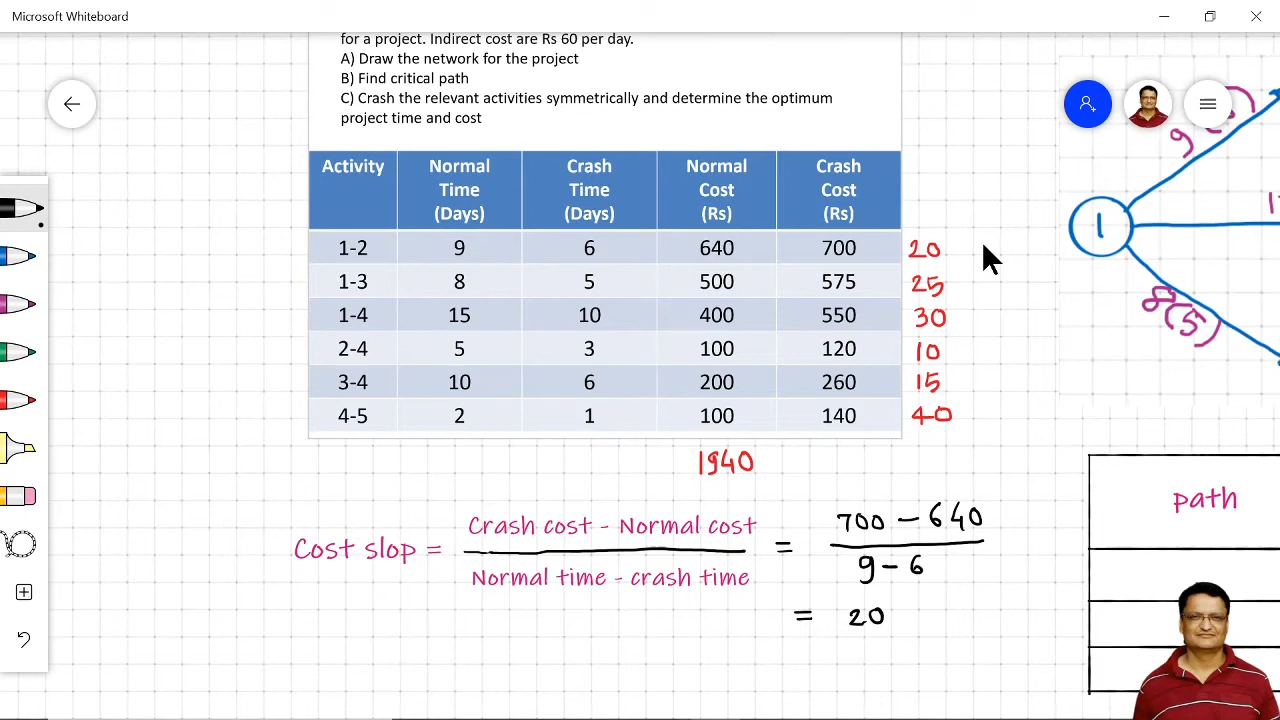 Microsoft Whiteboard
for a project. Indirect cost are Rs 60 per day.
A) Draw the network for the project
B) Find critical path
C) Crash the relevant activities symmetrically and determine the optimum
project time and cost
Activity Normal Time (Days) Crash Time (Days) Normal Cost (Rs) Crash Cost (Rs)
1-2 9 6 640 700 20
1-3 8 5 500 575 25
1-4 15 10 400 550 30
2-4 5 3 100 120 10
3-4 10 6 200 260 15
4-5 2 1 100 140 40
1940
Cost slop = Crash cost - Normal cost / Normal time - crash time = 700 - 640 / 9 - 6
= 20
9
1
8(5)
path